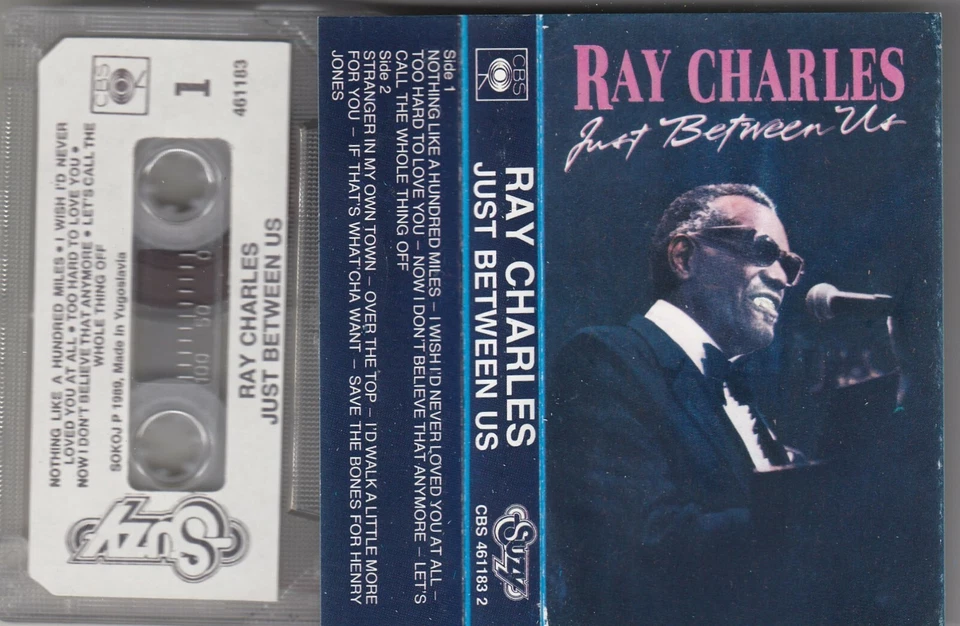 CBS
1
461183
NOTHING LIKE A HUNDRED MILES • I WISH I'D NEVER
LOVED YOU AT ALL • TOO HARD TO LOVE YOU •
NOW I DON'T BELIEVE THAT ANYMORE • LET'S CALL THE
WHOLE THING OFF
SOKOJ P 1989, Made in Yugoslavia
RAY CHARLES
JUST BETWEEN US
SUZY
0 50 100
Side 1
NOTHING LIKE A HUNDRED MILES – I WISH I'D NEVER LOVED YOU AT ALL –
TOO HARD TO LOVE YOU – NOW I DON'T BELIEVE THAT ANYMORE – LET'S
CALL THE WHOLE THING OFF
Side 2
STRANGER IN MY OWN TOWN – OVER THE TOP – I'D WALK A LITTLE MORE
FOR YOU – IF THAT'S WHAT'CHA WANT – SAVE THE BONES FOR HENRY
JONES
CBS
RAY CHARLES
JUST BETWEEN US
SUZY
CBS 461183 2
RAY CHARLES
Just Between Us